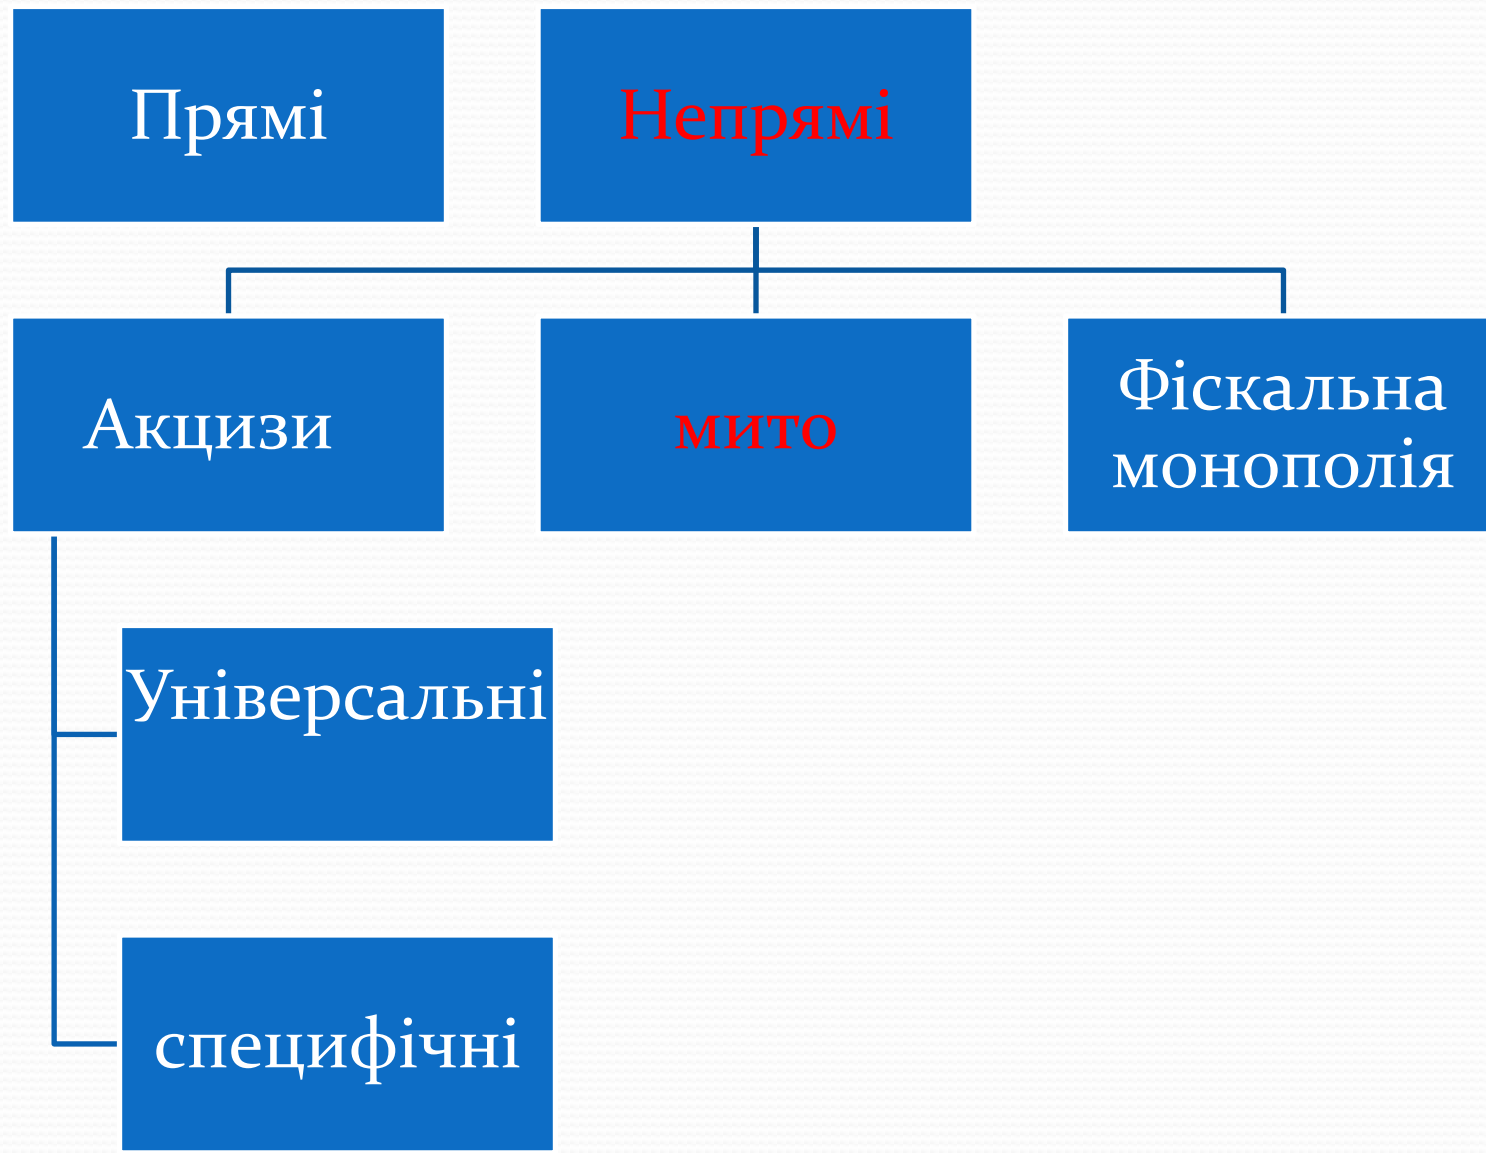 Прямі
Непрямі
Акцизи
мито
Фіскальна
монополія
Універсальні
специфічні